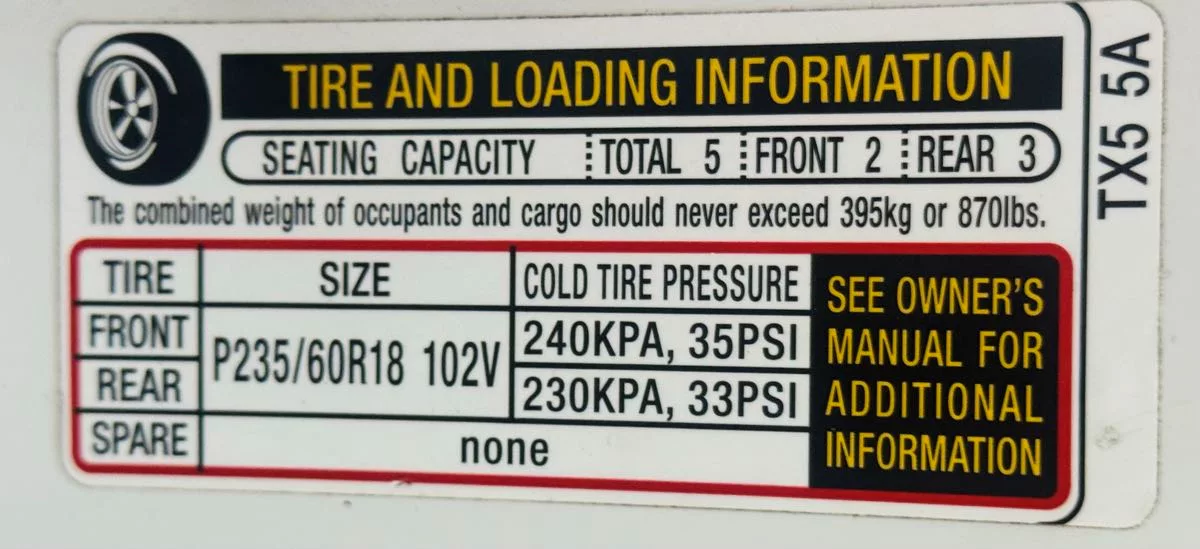 TIRE AND LOADING INFORMATION
SEATING CAPACITY TOTAL 5 FRONT 2 REAR 3
The combined weight of occupants and cargo should never exceed 395kg or 870lbs.
TIRE SIZE COLD TIRE PRESSURE
FRONT P235/60R18 102V 240KPA, 35PSI
REAR 230KPA, 33PSI
SPARE none
SEE OWNER'S
MANUAL FOR
ADDITIONAL
INFORMATION
TX5 5A